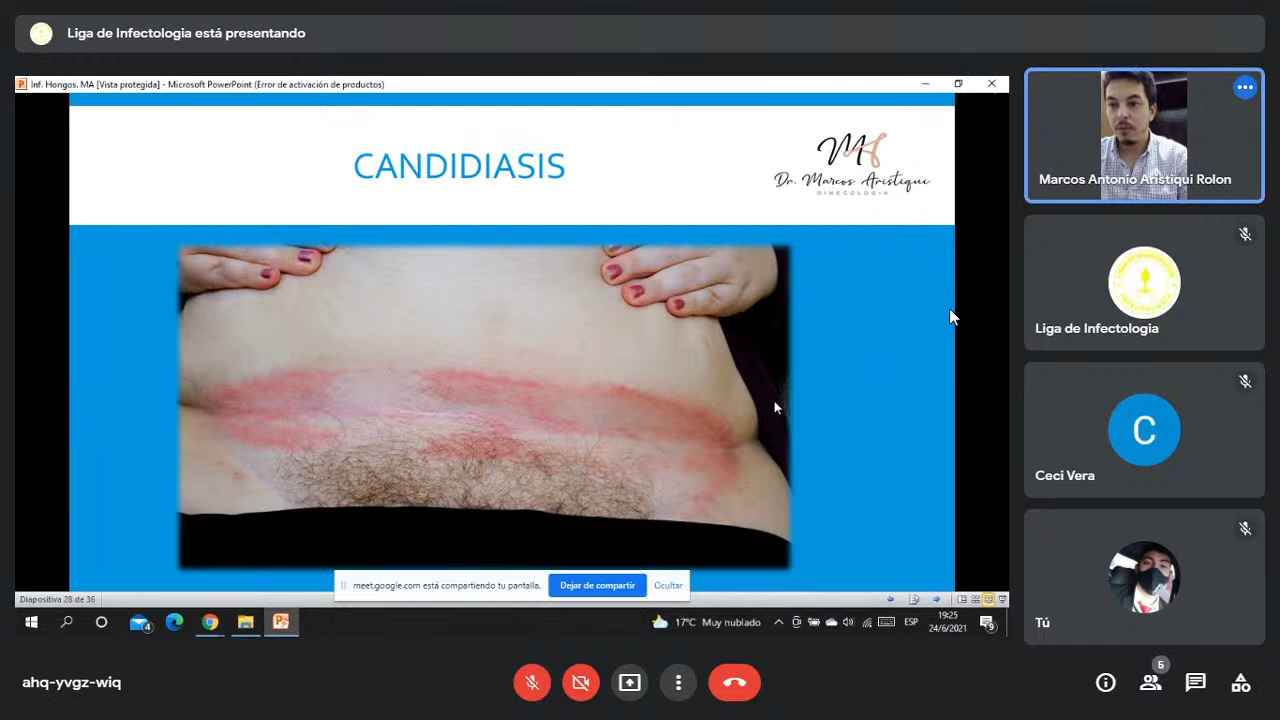 Liga de Infectologia está presentando
Inf. Hongos. MA [Vista protegida] - Microsoft PowerPoint (Error de activación de productos)
CANDIDIASIS
MA
Dr. Marcos Aristiqui
GINECOLOGIA
Marcos Antonio Aristiqui Rolon
Liga de Infectologia
C
Ceci Vera
Tú
meet.google.com está compartiendo tu pantalla.
Dejar de compartir
Ocultar
Diapositiva 28 de 36
4
17°C Muy nublado
ESP
19:25
24/6/2021
9
ahq-yvgz-wiq
5